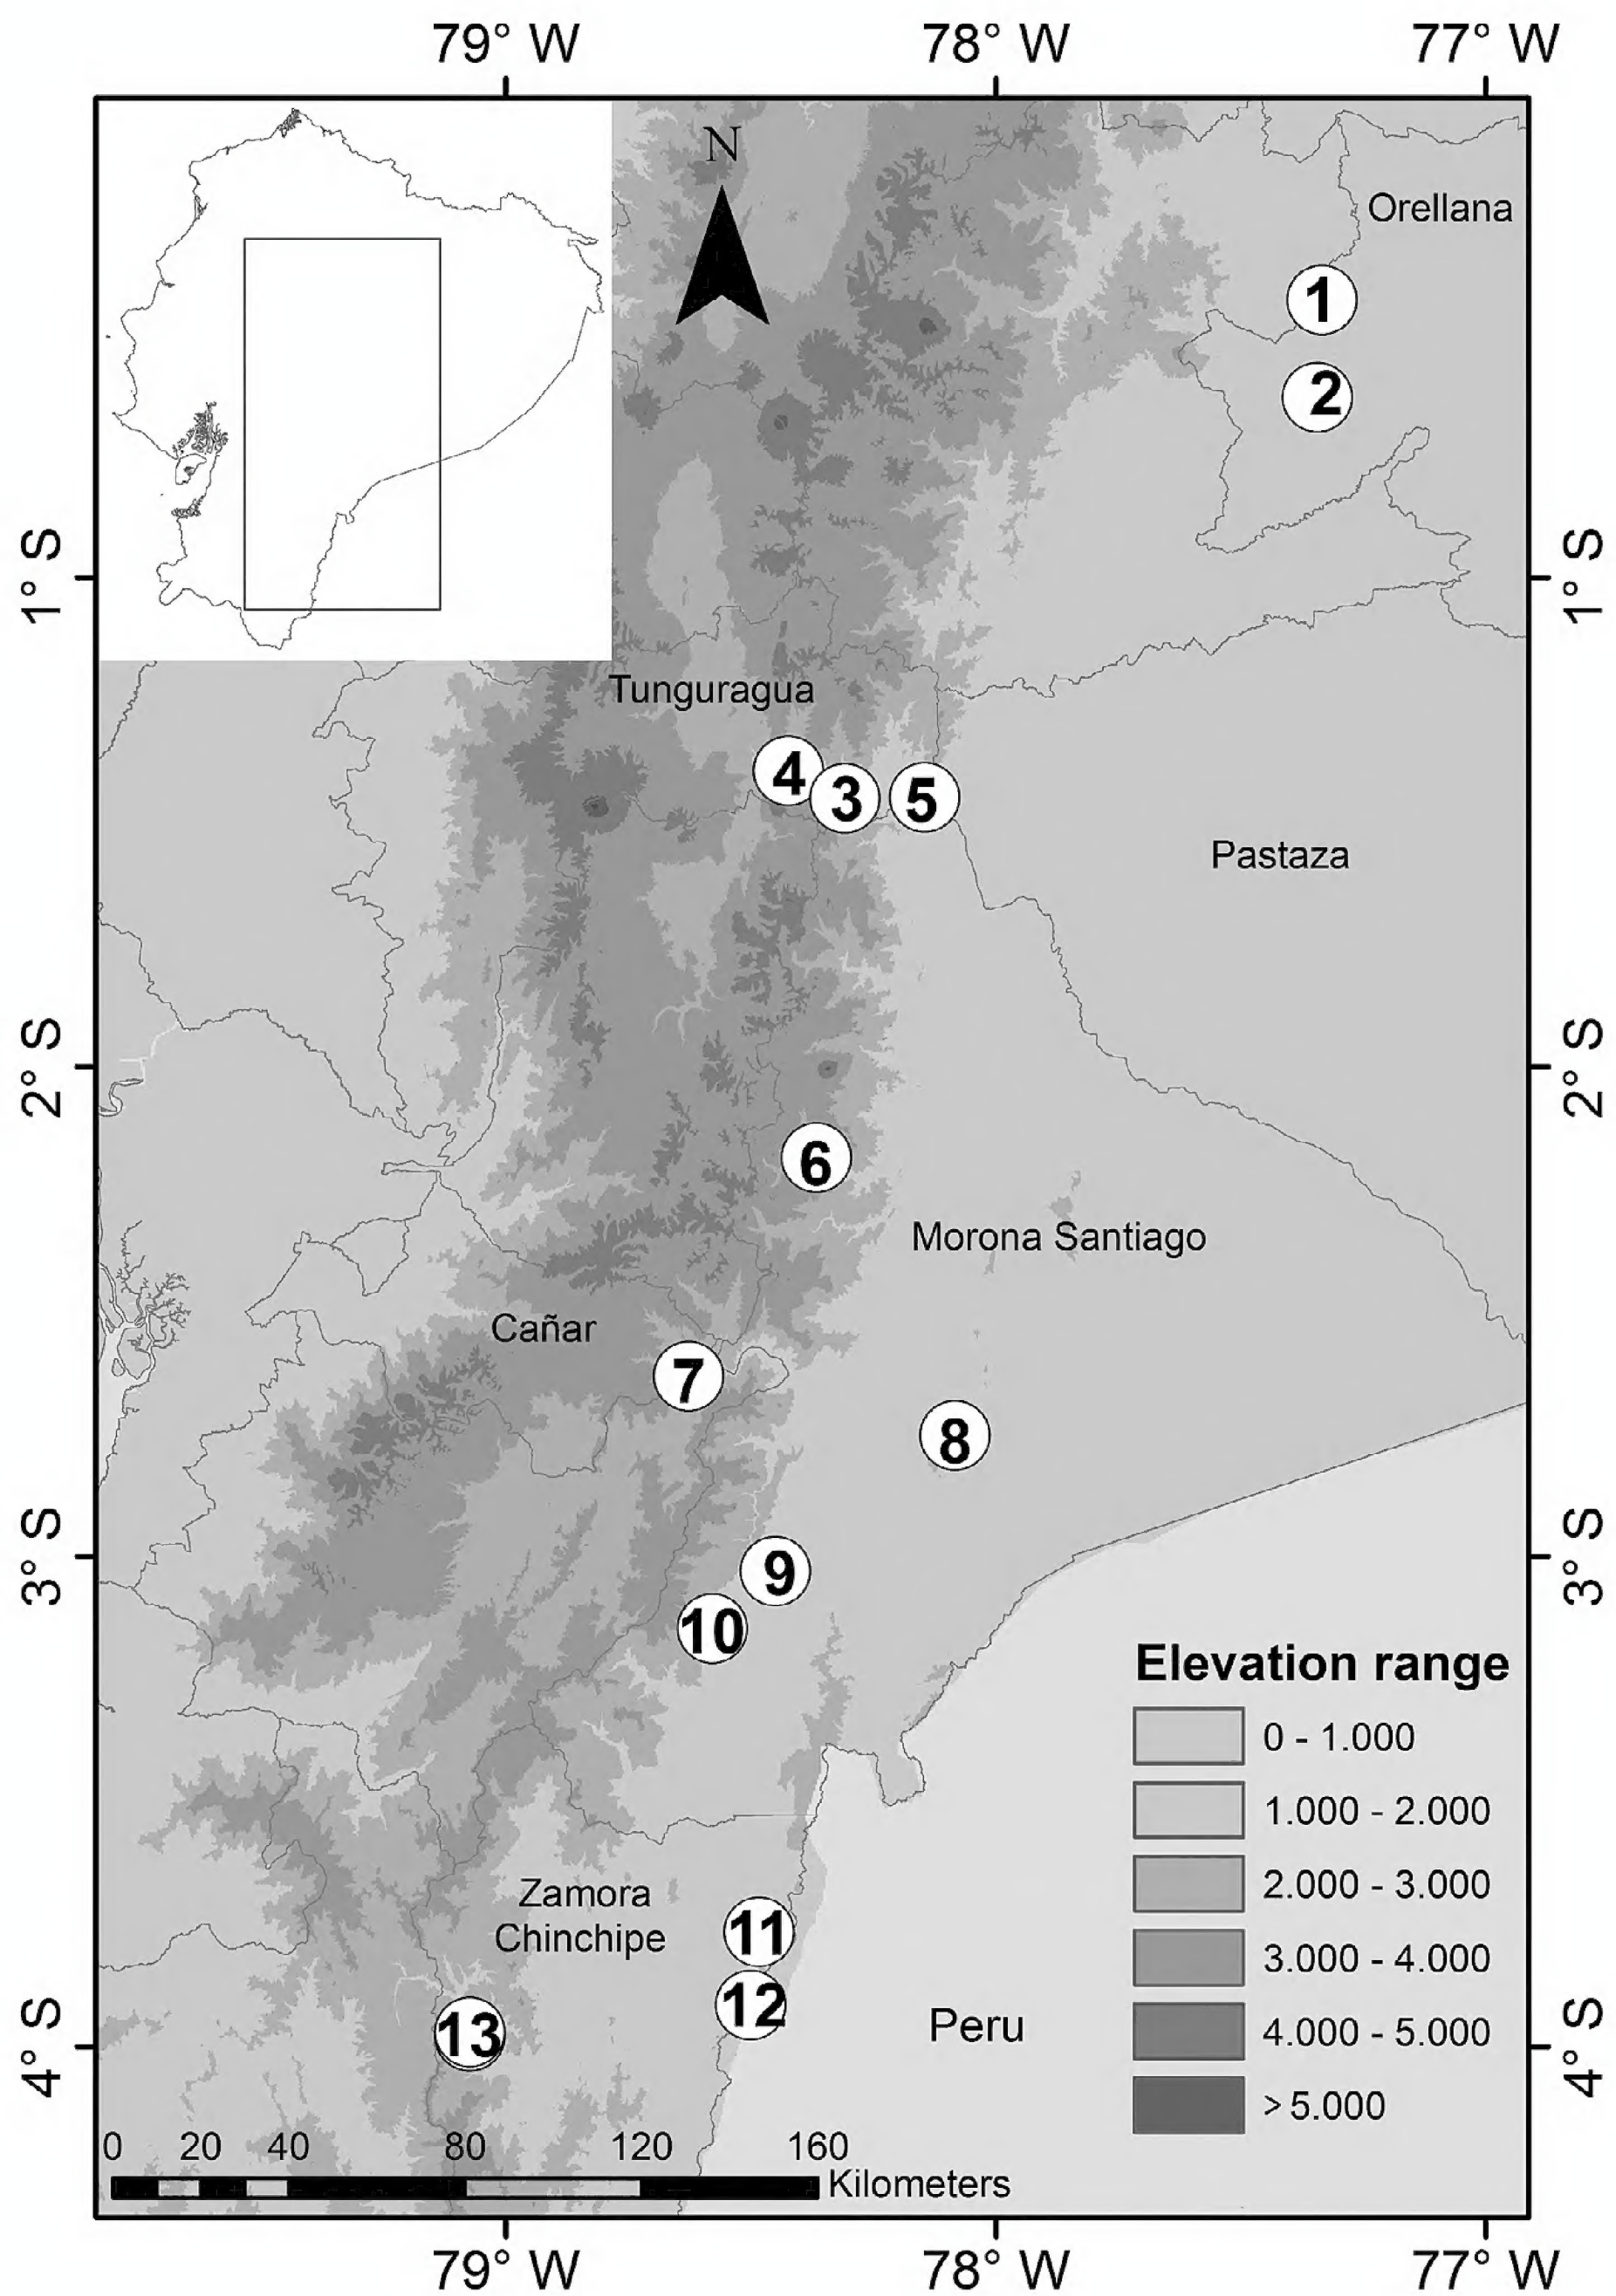 79° W 78° W 77° W
N
Orellana
1
2
1° S 1° S
Tunguragua
4
3
5
Pastaza
2° S 2° S
6
Morona Santiago
Cañar
7
8
3° S 3° S
9
10
Elevation range
0 - 1.000
1.000 - 2.000
2.000 - 3.000
3.000 - 4.000
4.000 - 5.000
> 5.000
Zamora
Chinchipe
11
12
13
Peru
4° S 4° S
0 20 40 80 120 160
Kilometers
79° W 78° W 77° W